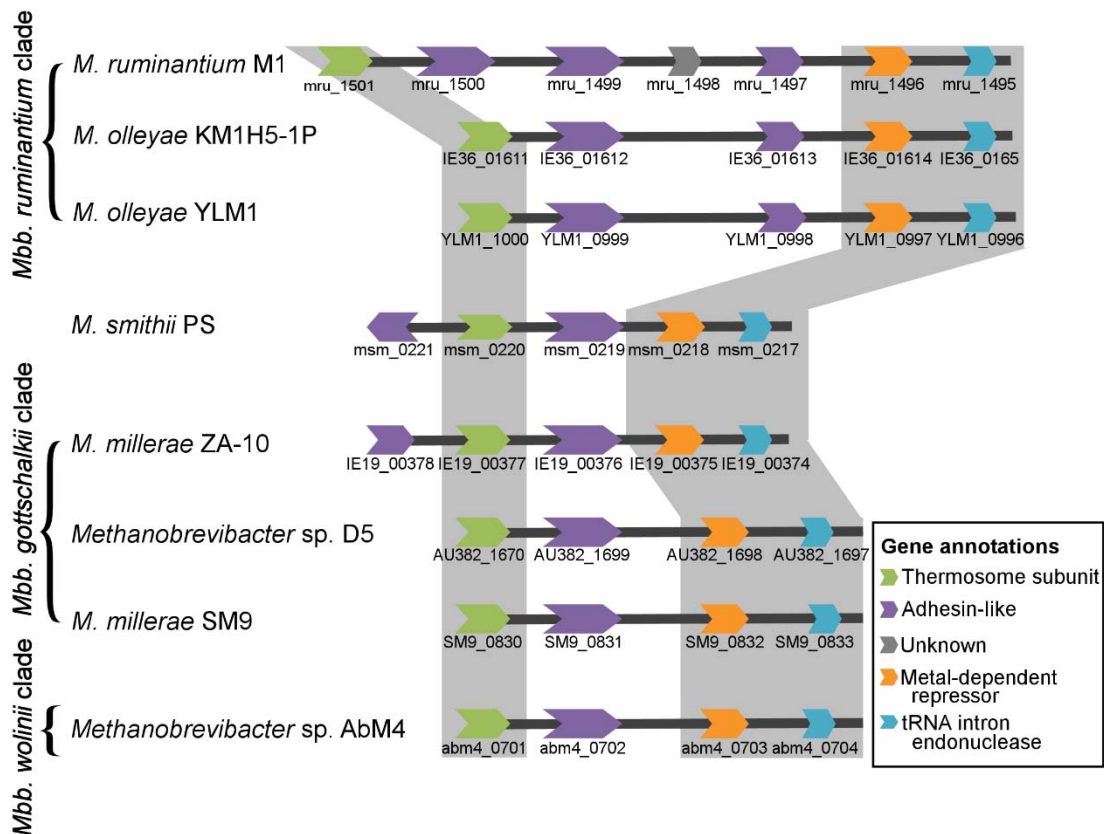 Mbb. ruminantium clade
M. ruminantium M1
mru_1501 mru_1500 mru_1499 mru_1498 mru_1497 mru_1496 mru_1495
M. olleyae KM1H5-1P
IE36_01611 IE36_01612 IE36_01613 IE36_01614 IE36_0165
M. olleyae YLM1
YLM1_1000 YLM1_0999 YLM1_0998 YLM1_0997 YLM1_0996
M. smithii PS
msm_0221 msm_0220 msm_0219 msm_0218 msm_0217
Mbb. gottschalkii clade
M. millerae ZA-10
IE19_00378 IE19_00377 IE19_00376 IE19_00375 IE19_00374
Methanobrevibacter sp. D5
AU382_1670 AU382_1699 AU382_1698 AU382_1697
M. millerae SM9
SM9_0830 SM9_0831 SM9_0832 SM9_0833
Mbb. wolinii clade
Methanobrevibacter sp. AbM4
abm4_0701 abm4_0702 abm4_0703 abm4_0704
Gene annotations
Thermosome subunit
Adhesin-like
Unknown
Metal-dependent
repressor
tRNA intron
endonuclease